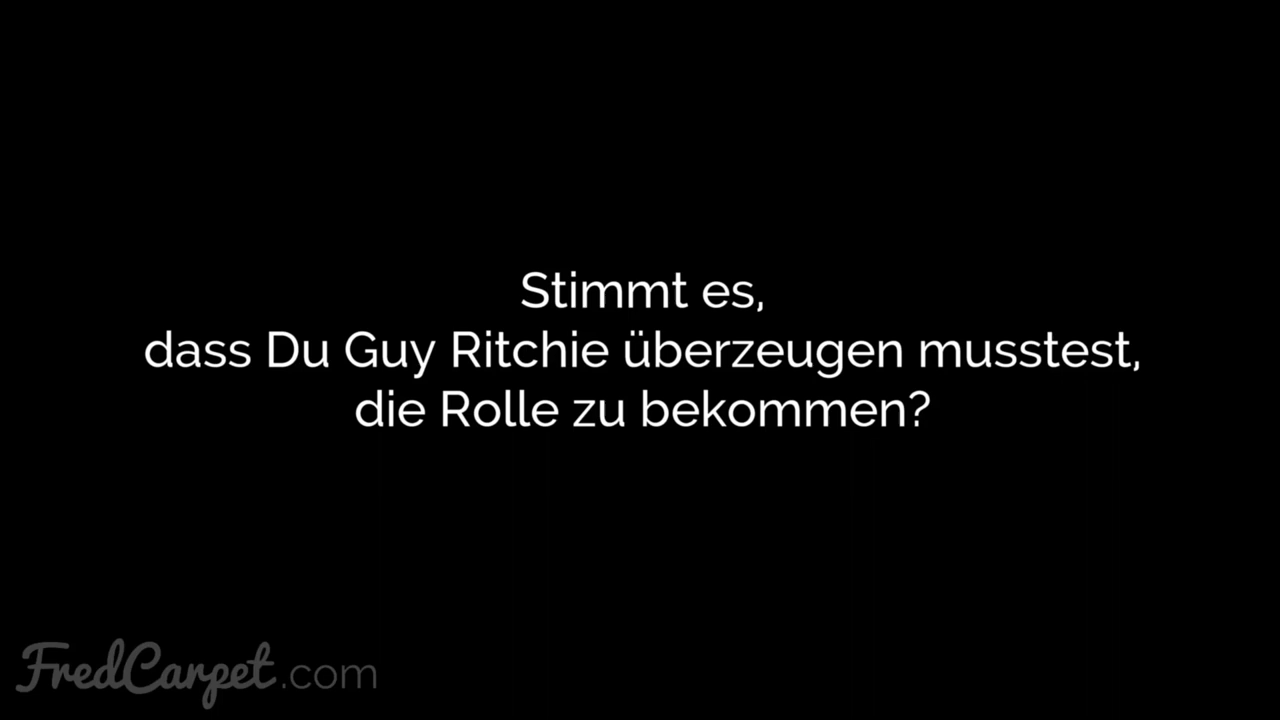 Stimmt es,
dass Du Guy Ritchie überzeugen musstest,
die Rolle zu bekommen?
FredCarpet.com